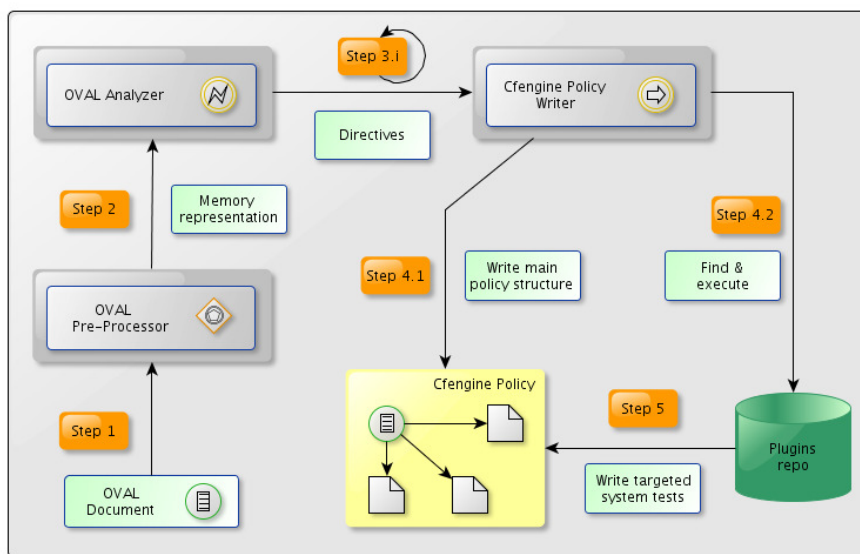 Step 3.i
OVAL Analyzer
Cfengine Policy
Writer
Directives
Step 2
Memory
representation
Step 4.2
Step 4.1
Write main
policy structure
Find &
execute
OVAL
Pre-Processor
Cfengine Policy
Step 1
Step 5
Plugins
repo
OVAL
Document
Write targeted
system tests